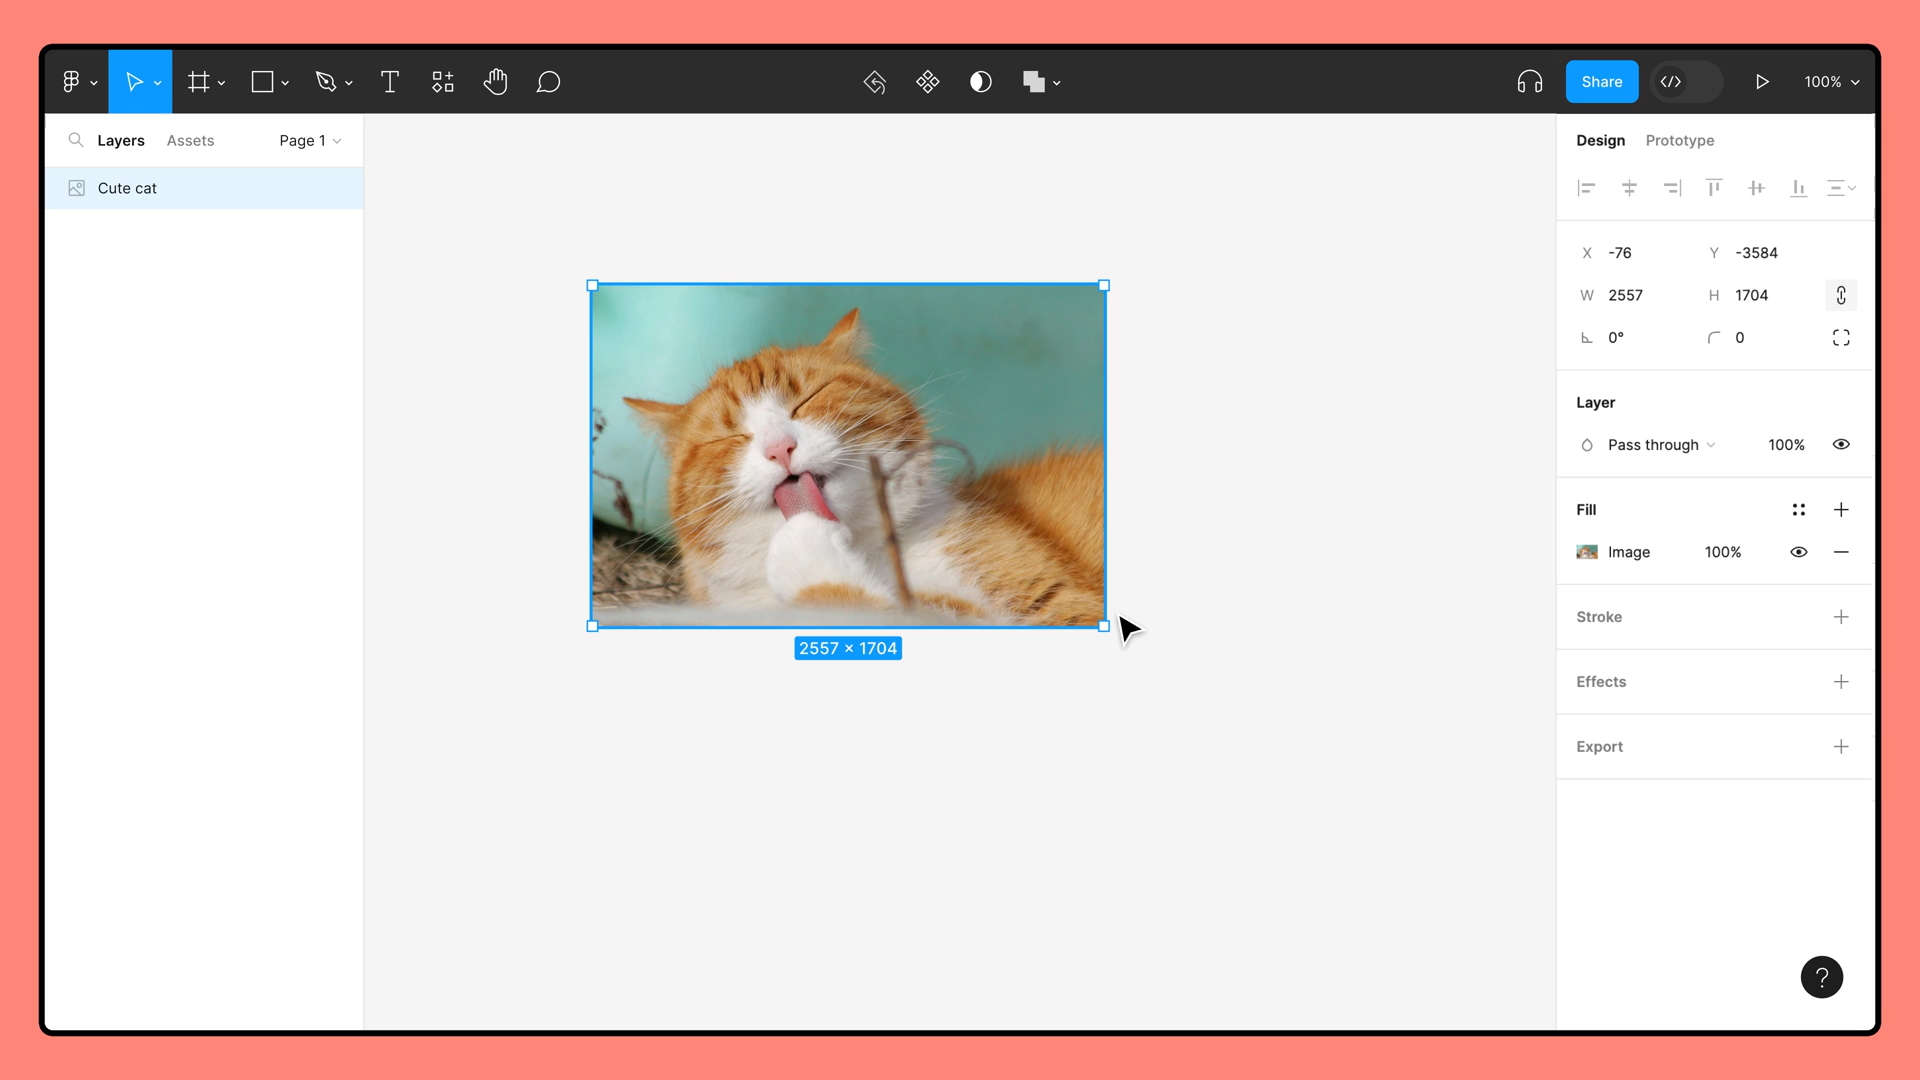 Share
100%
Layers
Assets
Page 1
Design
Prototype
Cute cat
X -76
Y -3584
W 2557
H 1704
0°
0
Layer
Pass through
100%
Fill
Image
100%
Stroke
2557 × 1704
Effects
Export
?